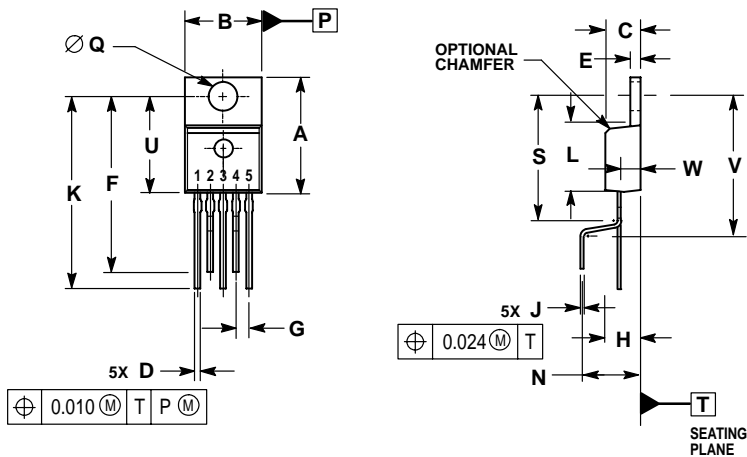 B
P
Ø Q
U
F
K
A
1 2 3 4 5
G
5X D
⌖ 0.010 Ⓜ T P Ⓜ
OPTIONAL
CHAMFER
C
E
S
L
W
V
5X J
⌖ 0.024 Ⓜ T
H
N
T
SEATING
PLANE